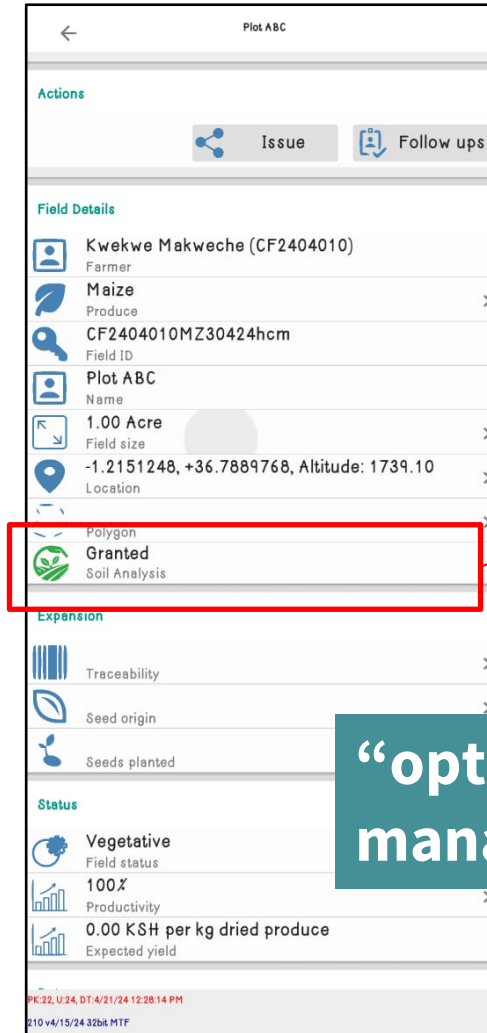 Plot ABC
Actions
Issue Follow ups
Field Details
Kwekwe Makweche (CF2404010)
Farmer
Maize
Produce
CF2404010MZ30424hcm
Field ID
Plot ABC
Name
1.00 Acre
Field size
-1.2151248, +36.7889768, Altitude: 1739.10
Location
Polygon
Granted
Soil Analysis
Expansion
Traceability
Seed origin
Seeds planted
“opt
mana
Status
Vegetative
Field status
100%
Productivity
0.00 KSH per kg dried produce
Expected yield
PK:22, U:24, DT:4/21/24 12:28:14 PM
210 v4/15/24 32bit MTF